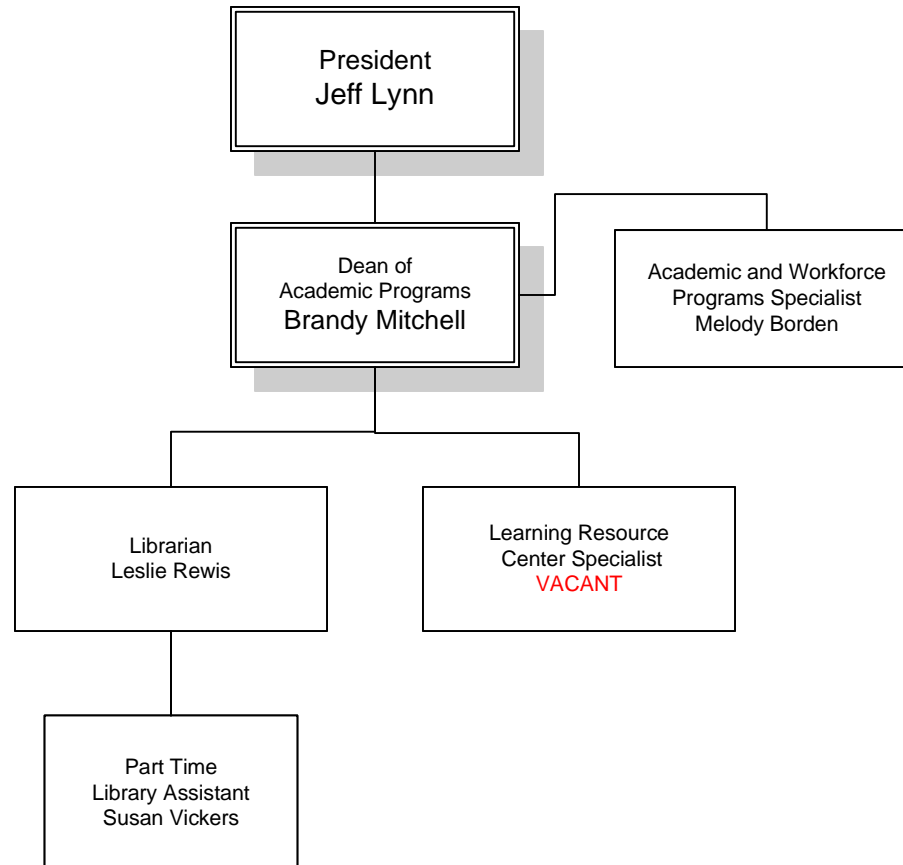 President
Jeff Lynn
Dean of
Academic Programs
Brandy Mitchell
Academic and Workforce
Programs Specialist
Melody Borden
Librarian
Leslie Rewis
Learning Resource
Center Specialist
VACANT
Part Time
Library Assistant
Susan Vickers